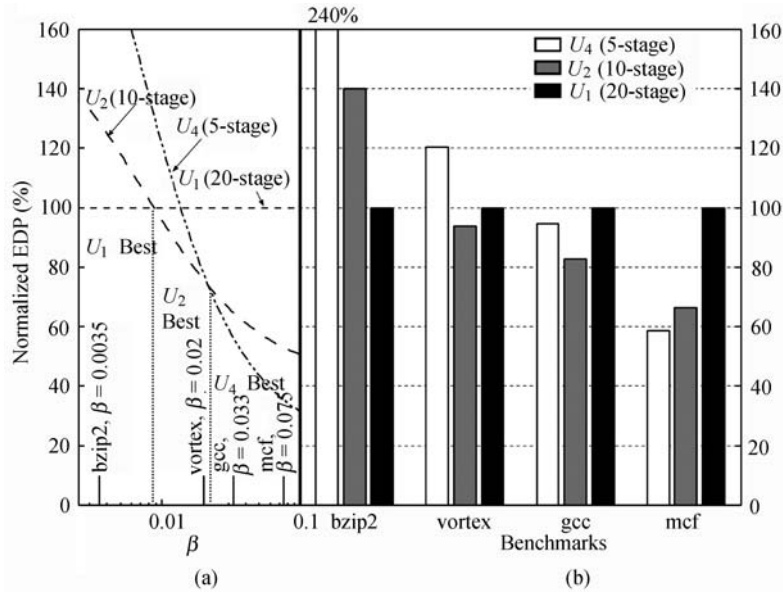 240%
160
140
120
100
80
60
40
20
0
Normalized EDP (%)
U2 (10-stage)
U4 (5-stage)
U1 (20-stage)
U1 Best
U2
Best
U4 Best
bzip2, β = 0.0035
vortex, β = 0.02
gcc,
β = 0.033
mcf,
β = 0.075
0.01
0.1
β
(a)
U4 (5-stage)
U2 (10-stage)
U1 (20-stage)
160
140
120
100
80
60
40
20
0
bzip2
vortex
gcc
mcf
Benchmarks
(b)